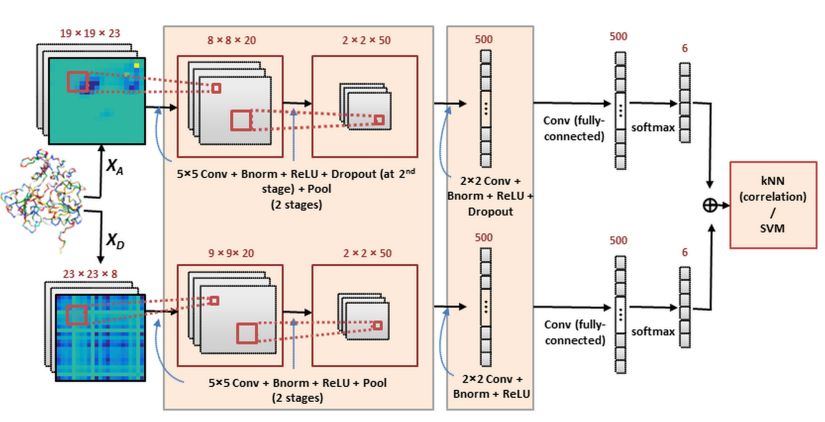 19 × 19 × 23
8 × 8 × 20
2 × 2 × 50
500
500
6
X_A
5×5 Conv + Bnorm + ReLU + Dropout (at 2nd
stage) + Pool
(2 stages)
2×2 Conv +
Bnorm + ReLU +
Dropout
Conv (fully-
connected)
softmax
kNN
(correlation)
/
SVM
X_D
23 × 23 × 8
9 × 9× 20
2 × 2 × 50
500
500
6
5×5 Conv + Bnorm + ReLU + Pool
(2 stages)
2×2 Conv +
Bnorm + ReLU
Conv (fully-
connected)
softmax